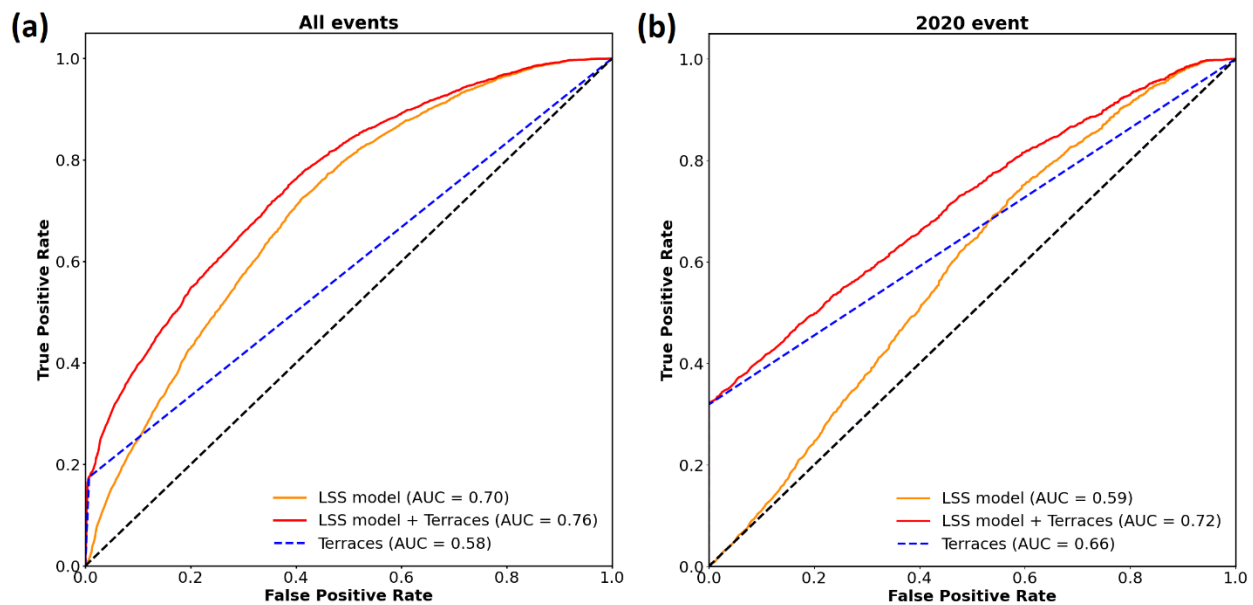 (a)
All events
1.0
0.8
0.6
0.4
0.2
0.0
True Positive Rate
0.0 0.2 0.4 0.6 0.8 1.0
False Positive Rate
LSS model (AUC = 0.70)
LSS model + Terraces (AUC = 0.76)
Terraces (AUC = 0.58)
(b)
2020 event
1.0
0.8
0.6
0.4
0.2
0.0
True Positive Rate
0.0 0.2 0.4 0.6 0.8 1.0
False Positive Rate
LSS model (AUC = 0.59)
LSS model + Terraces (AUC = 0.72)
Terraces (AUC = 0.66)